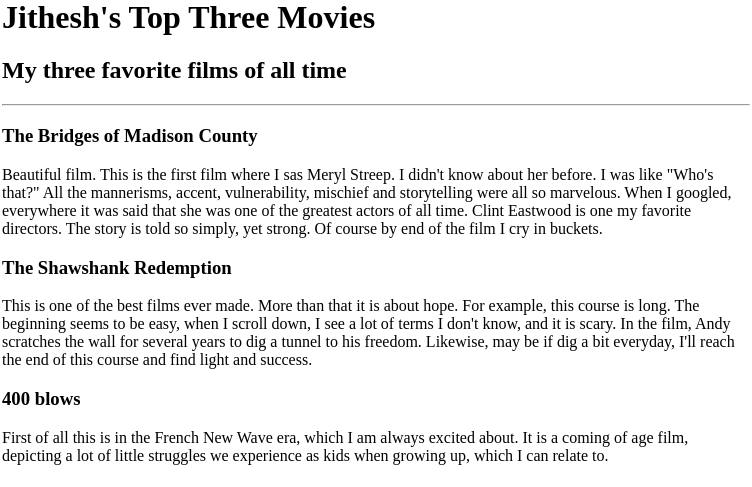 Jithesh's Top Three Movies
My three favorite films of all time
The Bridges of Madison County
Beautiful film. This is the first film where I sas Meryl Streep. I didn't know about her before. I was like "Who's
that?" All the mannerisms, accent, vulnerability, mischief and storytelling were all so marvelous. When I googled,
everywhere it was said that she was one of the greatest actors of all time. Clint Eastwood is one my favorite
directors. The story is told so simply, yet strong. Of course by end of the film I cry in buckets.
The Shawshank Redemption
This is one of the best films ever made. More than that it is about hope. For example, this course is long. The
beginning seems to be easy, when I scroll down, I see a lot of terms I don't know, and it is scary. In the film, Andy
scratches the wall for several years to dig a tunnel to his freedom. Likewise, may be if dig a bit everyday, I'll reach
the end of this course and find light and success.
400 blows
First of all this is in the French New Wave era, which I am always excited about. It is a coming of age film,
depicting a lot of little struggles we experience as kids when growing up, which I can relate to.